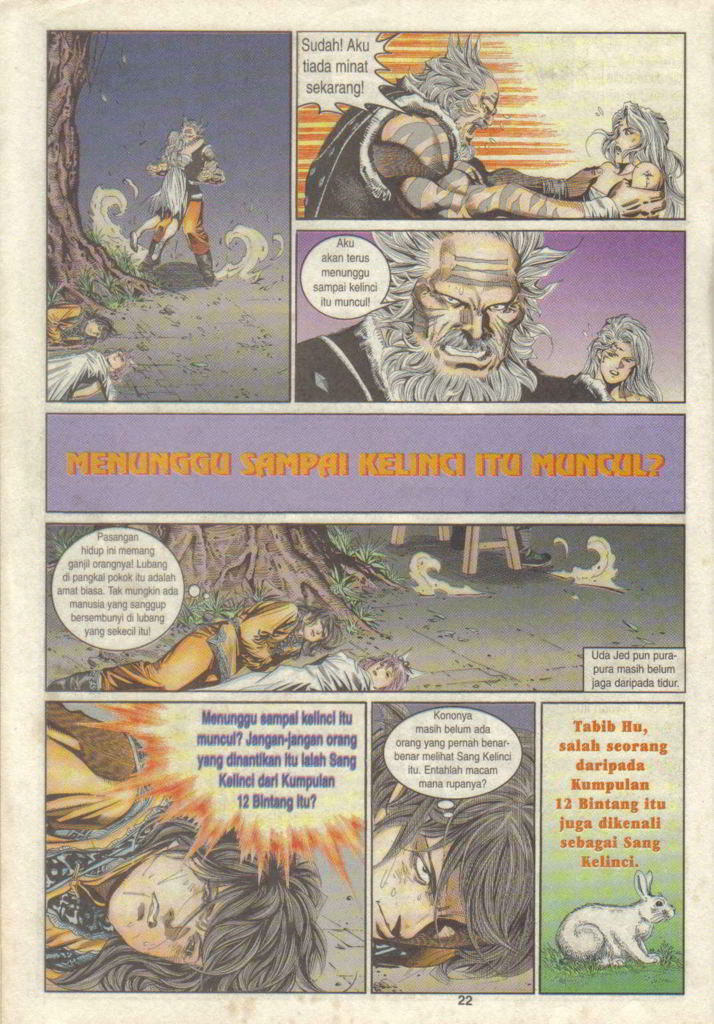 Sudah! Aku
tiada minat
sekarang!
Aku
akan terus
menunggu
sampai kelinci
itu muncul!
MENUNGGU SAMPAI KELINCI ITU MUNCUL?
Pasangan
hidup ini memang
ganjil orangnya! Lubang
di pangkal pokok itu adalah
amat biasa. Tak mungkin ada
manusia yang sanggup
bersembunyi di lubang
yang sekecil itu!
Uda Jed pun pura-
pura masih belum
jaga daripada tidur.
Menunggu sampai kelinci itu
muncul? Jangan-jangan orang
yang dinantikan itu ialah Sang
Kelinci dari Kumpulan
12 Bintang itu?
Kononya
masih belum ada
orang yang pernah benar-
benar melihat Sang Kelinci
itu. Entahlah macam
mana rupanya?
Tabib Hu,
salah seorang
daripada
Kumpulan
12 Bintang itu
juga dikenali
sebagai Sang
Kelinci.
22